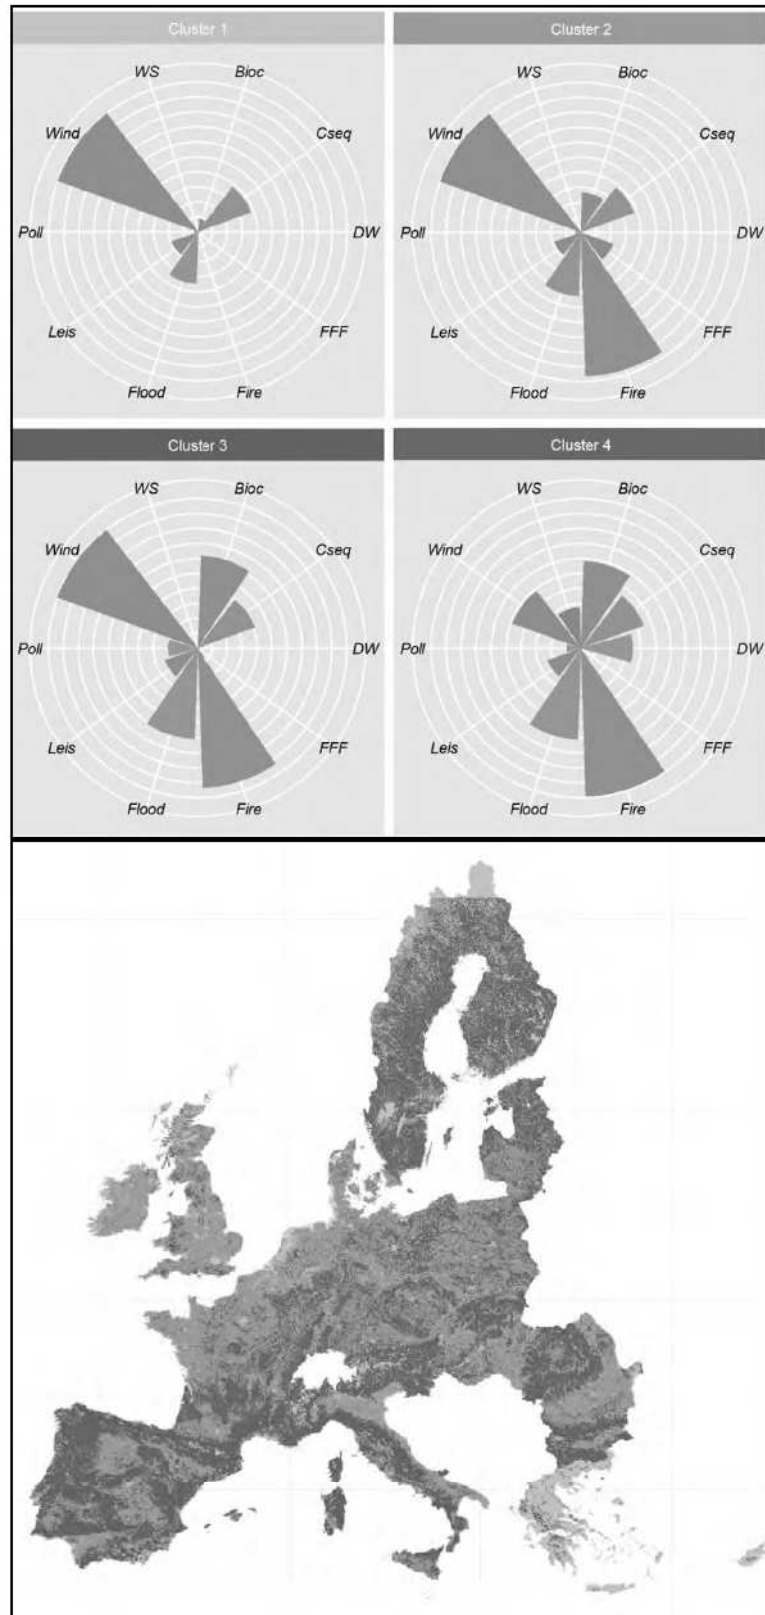 Cluster 1
Cluster 2
WS
Bioc
Wind
Cseq
Poll
DW
Leis
FFF
Flood
Fire
WS
Bioc
Wind
Cseq
Poll
DW
Leis
FFF
Flood
Fire
Cluster 3
Cluster 4
WS
Bioc
Wind
Cseq
Poll
DW
Leis
FFF
Flood
Fire
WS
Bioc
Wind
Cseq
Poll
DW
Leis
FFF
Flood
Fire